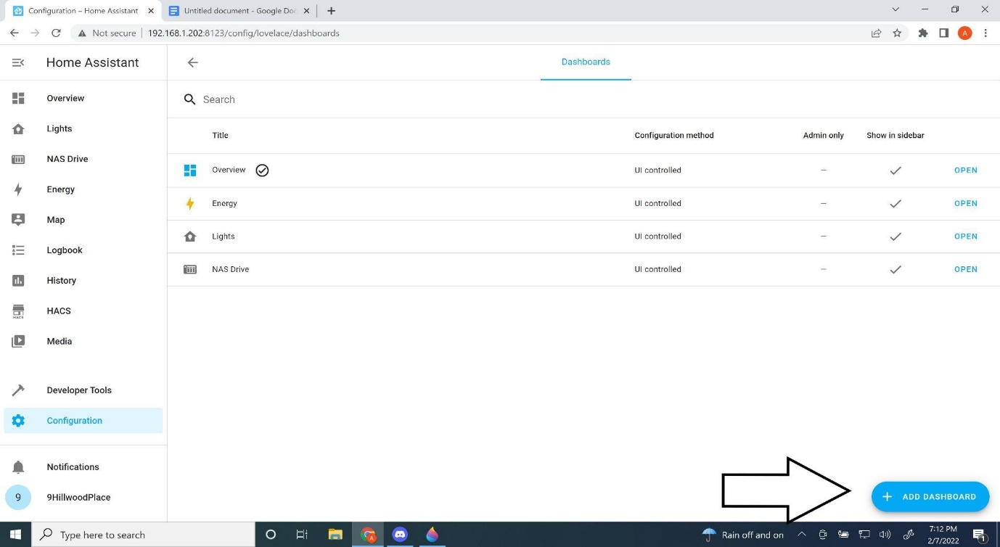 Configuration – Home Assistant
Untitled document - Google Doc
Not secure
192.168.1.202:8123/config/lovelace/dashboards
A
Home Assistant
Dashboards
Overview
Lights
NAS Drive
Energy
Map
Logbook
History
HACS
HACS
Media
Developer Tools
Configuration
Notifications
9 9HillwoodPlace
Search
Title Configuration method Admin only Show in sidebar
Overview UI controlled – OPEN
Energy UI controlled – OPEN
Lights UI controlled – OPEN
NAS Drive UI controlled – OPEN
+ ADD DASHBOARD
Type here to search
A
Rain off and on
7:12 PM
2/7/2022
1